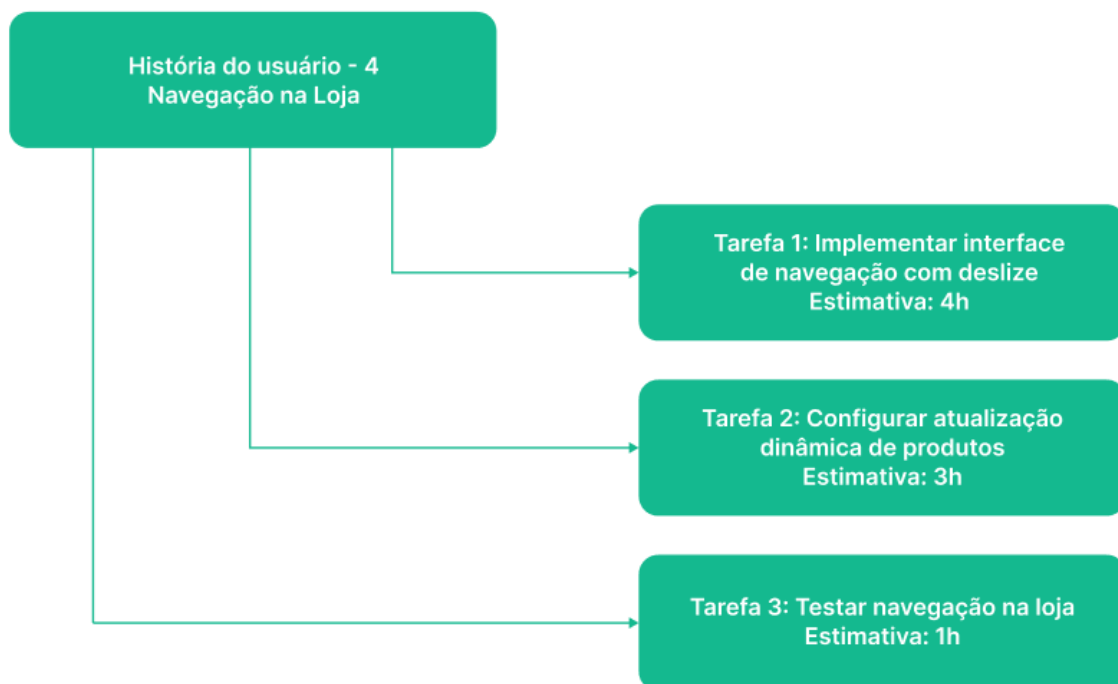 História do usuário - 4
Navegação na Loja
Tarefa 1: Implementar interface
de navegação com deslize
Estimativa: 4h
Tarefa 2: Configurar atualização
dinâmica de produtos
Estimativa: 3h
Tarefa 3: Testar navegação na loja
Estimativa: 1h